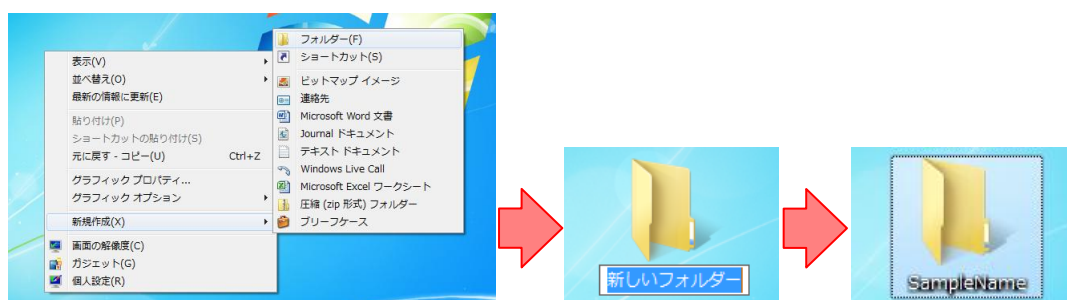 表示(V)
並べ替え(O)
最新の情報に更新(E)
貼り付け(P)
ショートカットの貼り付け(S)
元に戻す - コピー(U) Ctrl+Z
グラフィック プロパティ...
グラフィック オプション
新規作成(X)
画面の解像度(C)
ガジェット(G)
個人設定(R)
フォルダー(F)
ショートカット(S)
ビットマップ イメージ
連絡先
Microsoft Word 文書
Journal ドキュメント
テキスト ドキュメント
Windows Live Call
Microsoft Excel ワークシート
圧縮 (zip 形式) フォルダー
ブリーフケース
新しいフォルダー
SampleName